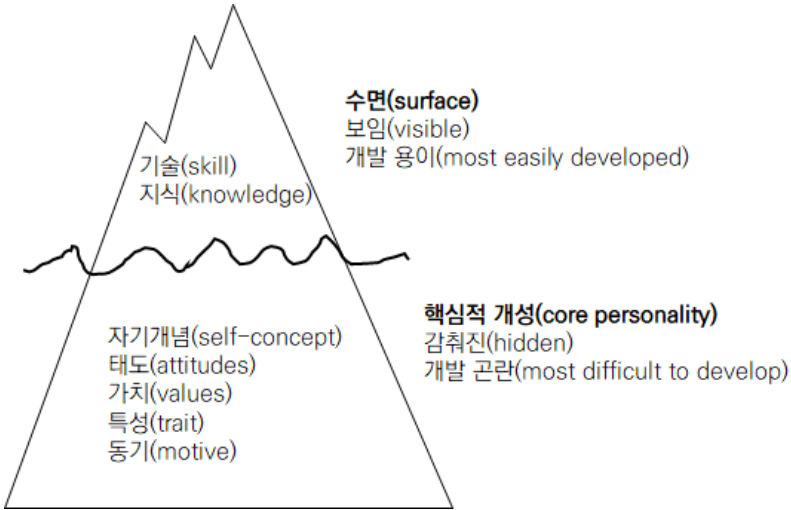 수면(surface)
보임(visible)
개발 용이(most easily developed)
기술(skill)
지식(knowledge)
핵심적 개성(core personality)
감춰진(hidden)
개발 곤란(most difficult to develop)
자기개념(self-concept)
태도(attitudes)
가치(values)
특성(trait)
동기(motive)